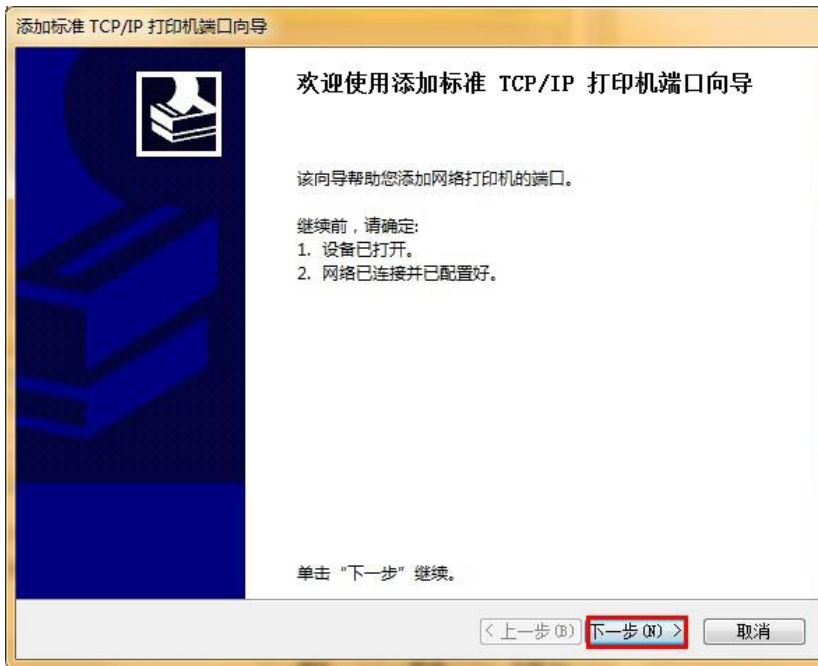 添加标准 TCP/IP 打印机端口向导
欢迎使用添加标准 TCP/IP 打印机端口向导
该向导帮助您添加网络打印机的端口。
继续前，请确定:
1. 设备已打开。
2. 网络已连接并已配置好。
单击“下一步”继续。
< 上一步(B)
下一步(N) >
取消